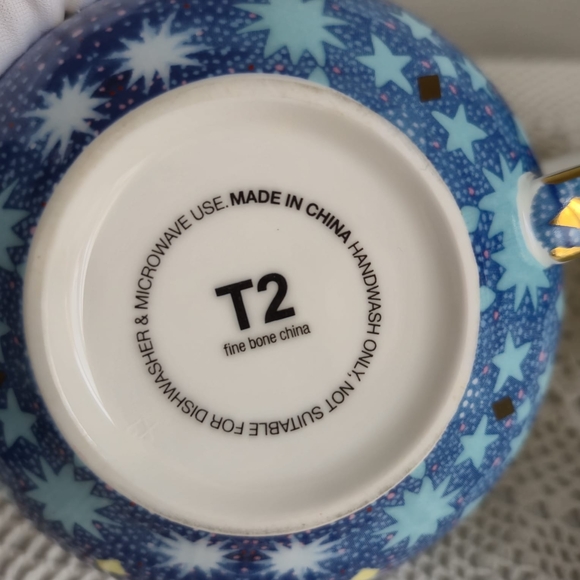 T2
fine bone china
MADE IN CHINA HANDWASH ONLY, NOT SUITABLE FOR DISHWASHER & MICROWAVE USE.